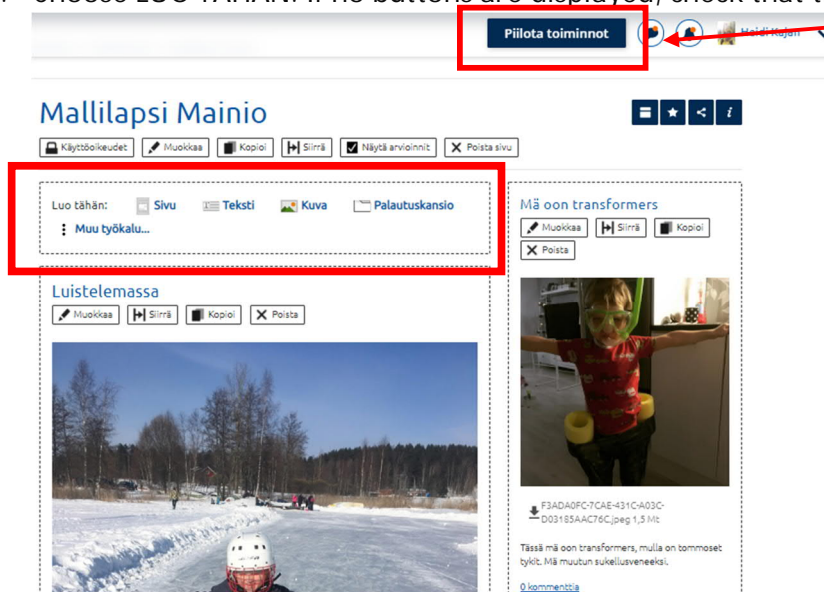 choose LUO TÄHÄN. If no buttons are displayed, check that t
Piilota toiminnot
Heidi Kujan
Mallilapsi Mainio
Käyttöoikeudet Muokkaa Kopioi Siirrä Näytä arvioinnit Poista sivu
Luo tähän: Sivu Teksti Kuva Palautuskansio
Muu työkalu...
Luistelemassa
Muokkaa Siirrä Kopioi Poista
Mä oon transformers
Muokkaa Siirrä Kopioi
Poista
F3ADA0FC-7CAE-431C-A03C-
D03185AAC76C.jpeg 1,5 Mt
Tässä mä oon transformers, mulla on tommoset
tykit. Mä muutun sukellusveneeksi.
0 kommenttia